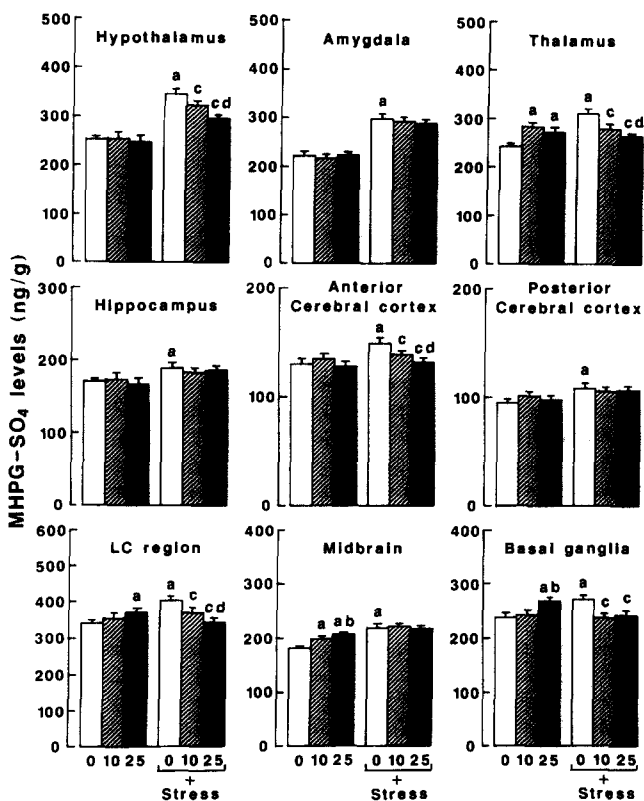 MHPG-SO4 levels (ng/g)
Hypothalamus
500
400
300
200
100
0
a
c
cd
Amygdala
500
400
300
200
100
0
a
Thalamus
500
400
300
200
100
0
a
a
a
c
cd
Hippocampus
300
200
100
0
a
Anterior
Cerebral cortex
200
100
0
a
c
cd
Posterior
Cerebral cortex
200
100
0
a
LC region
600
500
400
300
200
100
0
a
a
c
cd
0 10 25 0 10 25
+
Stress
Midbrain
400
300
200
100
0
a
ab
a
0 10 25 0 10 25
+
Stress
Basal ganglia
400
300
200
100
0
ab
a
c
c
0 10 25 0 10 25
+
Stress